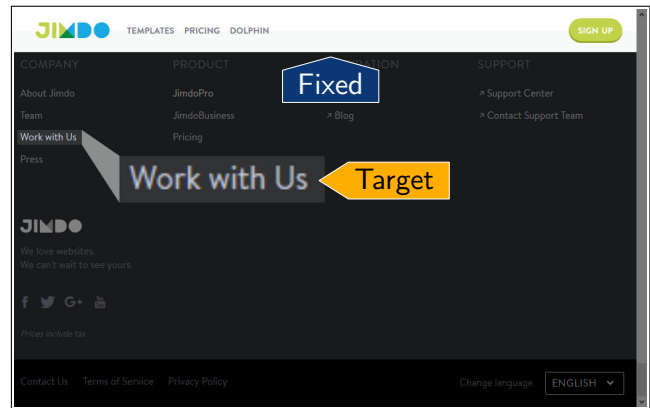 JIMDO TEMPLATES PRICING DOLPHIN SIGN UP
COMPANY PRODUCT SUPPORT
Fixed
About Jimdo JimdoPro Support Center
Team JimdoBusiness Blog Contact Support Team
Work with Us Pricing
Press
Work with Us Target
JIMDO
We love websites.
We can't wait to see yours.
f G+ You Tube
Prices include tax
Contact Us Terms of Service Privacy Policy Change language ENGLISH